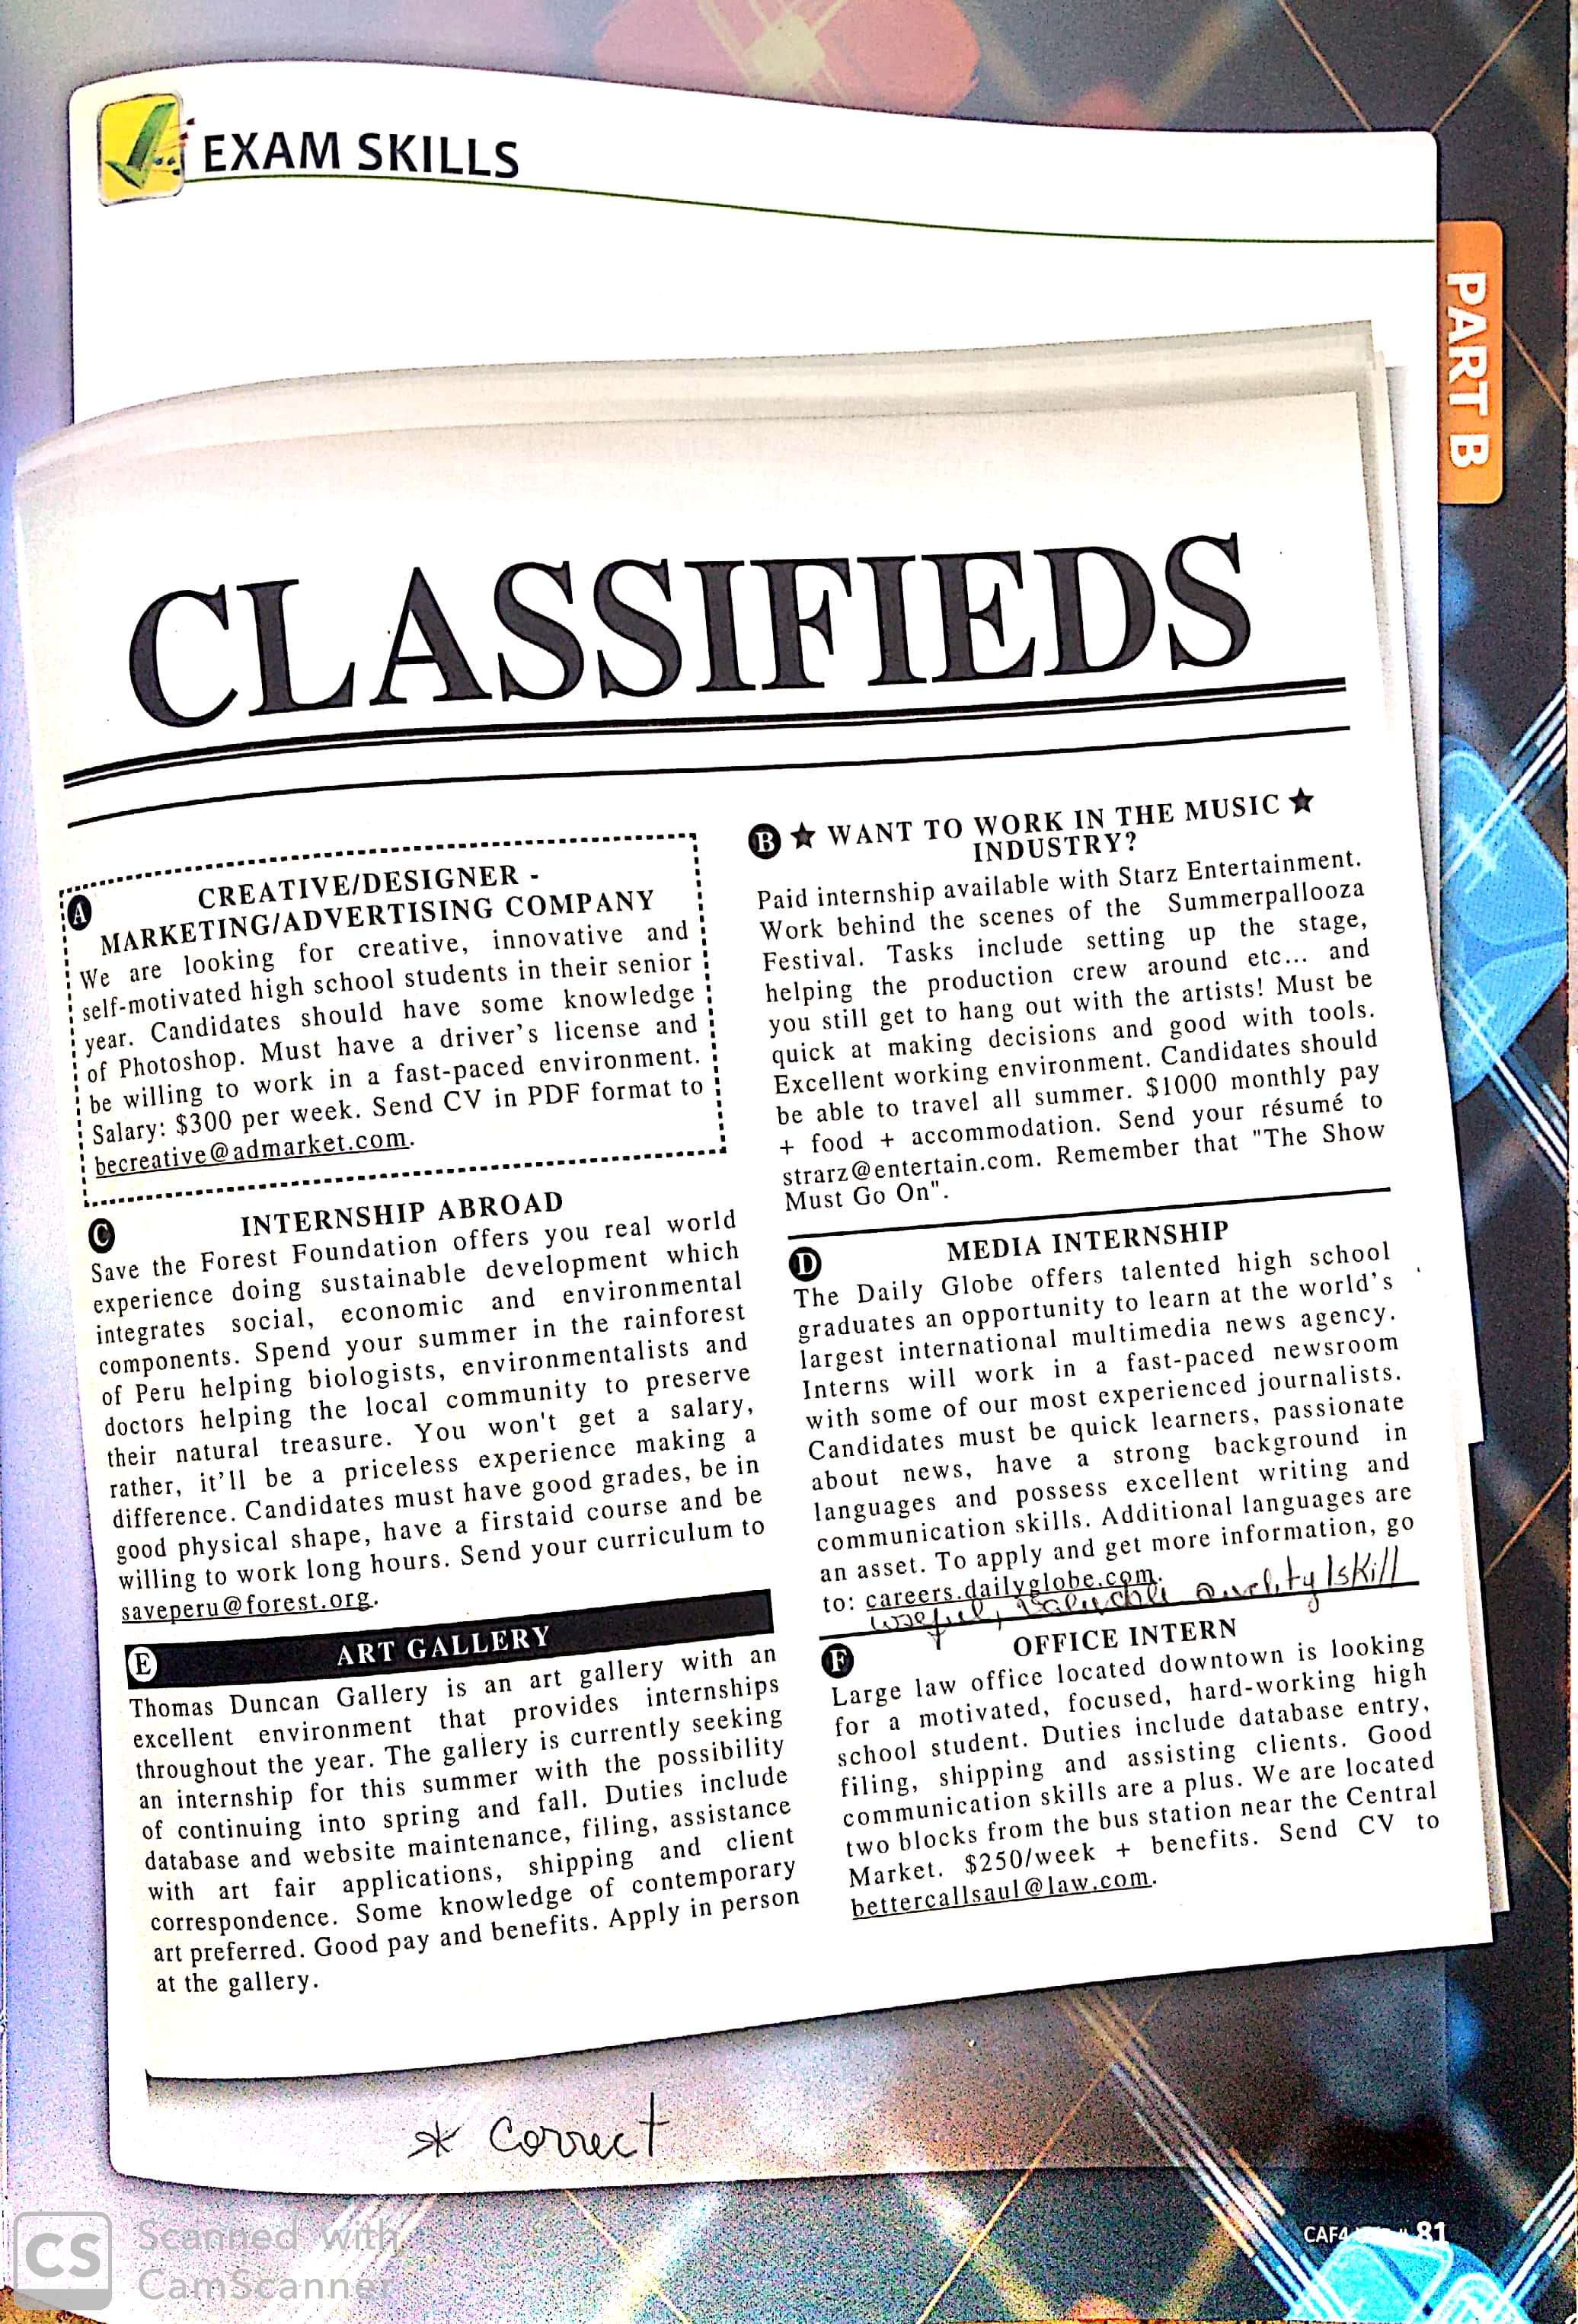 EXAM SKILLS
PART B
CLASSIFIEDS
A
CREATIVE/DESIGNER -
MARKETING/ADVERTISING COMPANY
We are looking for creative, innovative and
self-motivated high school students in their senior
year. Candidates should have some knowledge
of Photoshop. Must have a driver's license and
be willing to work in a fast-paced environment.
Salary: $300 per week. Send CV in PDF format to
becreative@admarket.com.
B ★ WANT TO WORK IN THE MUSIC ★
INDUSTRY?
Paid internship available with Starz Entertainment.
Work behind the scenes of the Summerpallooza
Festival. Tasks include setting up the stage,
helping the production crew around etc... and
you still get to hang out with the artists! Must be
quick at making decisions and good with tools.
Excellent working environment. Candidates should
be able to travel all summer. $1000 monthly pay
+ food + accommodation. Send your résumé to
strarz@entertain.com. Remember that "The Show
Must Go On".
C
INTERNSHIP ABROAD
Save the Forest Foundation offers you real world
experience doing sustainable development which
integrates social, economic and environmental
components. Spend your summer in the rainforest
of Peru helping biologists, environmentalists and
doctors helping the local community to preserve
their natural treasure. You won't get a salary,
rather, it'll be a priceless experience making a
difference. Candidates must have good grades, be in
good physical shape, have a firstaid course and be
willing to work long hours. Send your curriculum to
saveperu@forest.org.
D
MEDIA INTERNSHIP
The Daily Globe offers talented high school
graduates an opportunity to learn at the world's
largest international multimedia news agency.
Interns will work in a fast-paced newsroom
with some of our most experienced journalists.
Candidates must be quick learners, passionate
about news, have a strong background in
languages and possess excellent writing and
communication skills. Additional languages are
an asset. To apply and get more information, go
to: careers.dailyglobe.com.
useful, valuable quality/skill
E
ART GALLERY
Thomas Duncan Gallery is an art gallery with an
excellent environment that provides internships
throughout the year. The gallery is currently seeking
an internship for this summer with the possibility
of continuing into spring and fall. Duties include
database and website maintenance, filing, assistance
with art fair applications, shipping and client
correspondence. Some knowledge of contemporary
art preferred. Good pay and benefits. Apply in person
at the gallery.
F
OFFICE INTERN
Large law office located downtown is looking
for a motivated, focused, hard-working high
school student. Duties include database entry,
filing, shipping and assisting clients. Good
communication skills are a plus. We are located
two blocks from the bus station near the Central
Market. $250/week + benefits. Send CV to
bettercallsaul@law.com.
* Correct
81
CS Scanned with
CamScanner